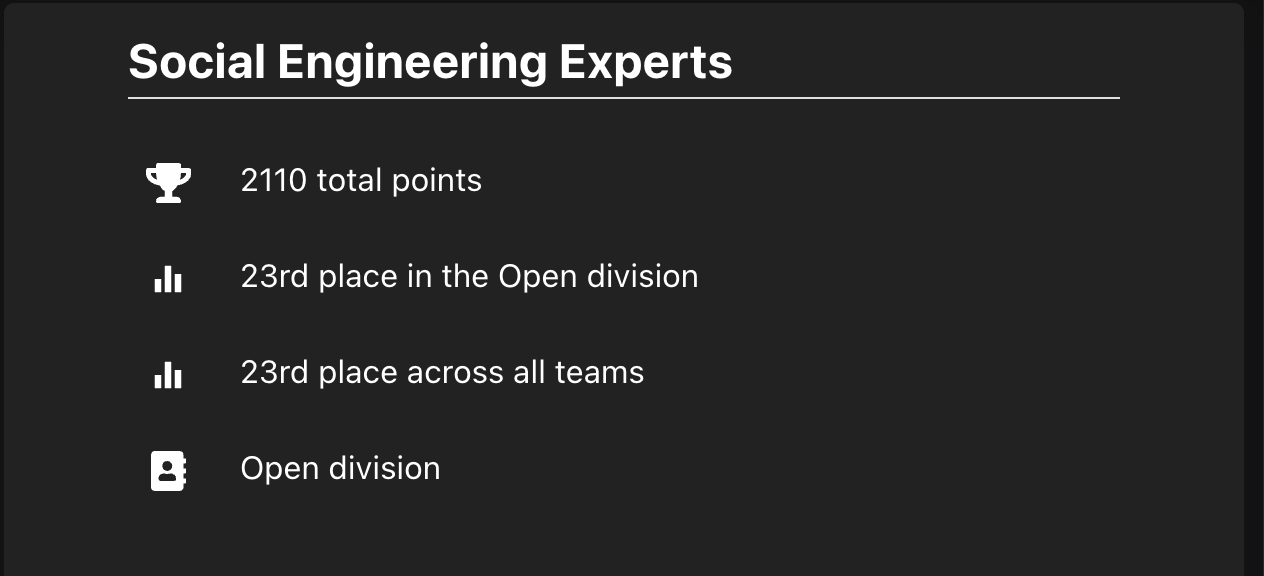 Social Engineering Experts
2110 total points
23rd place in the Open division
23rd place across all teams
Open division